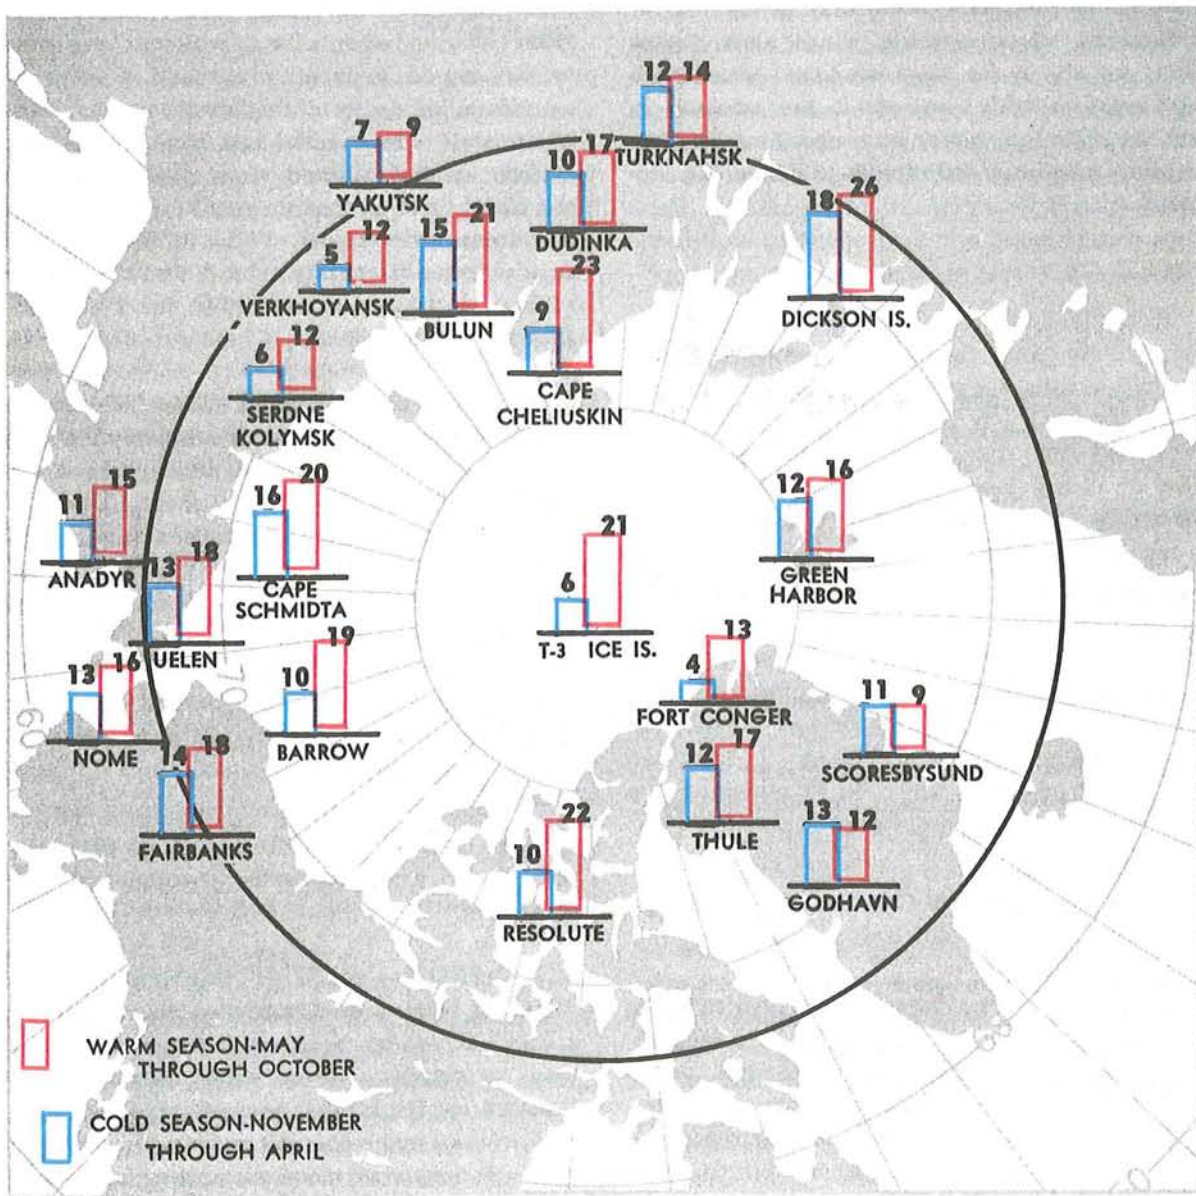 12 14
TURKNAHSK
7 9
YAKUTSK
10 17
DUDINKA
18 26
DICKSON IS.
5 12
VERKHOYANSK
15 21
BULUN
9 23
CAPE
CHELIUSKIN
6 12
SERDNE
KOLYMSK
11 15
ANADYR
16 20
CAPE
SCHMIDTA
12 16
GREEN
HARBOR
13 18
UELEN
6 21
T-3 ICE IS.
13 16
NOME
10 19
BARROW
4 13
FORT CONGER
11 9
SCORESBYSUND
14 18
FAIRBANKS
12 17
THULE
10 22
RESOLUTE
13 12
GODHAVN
70
60
WARM SEASON-MAY
THROUGH OCTOBER
COLD SEASON-NOVEMBER
THROUGH APRIL